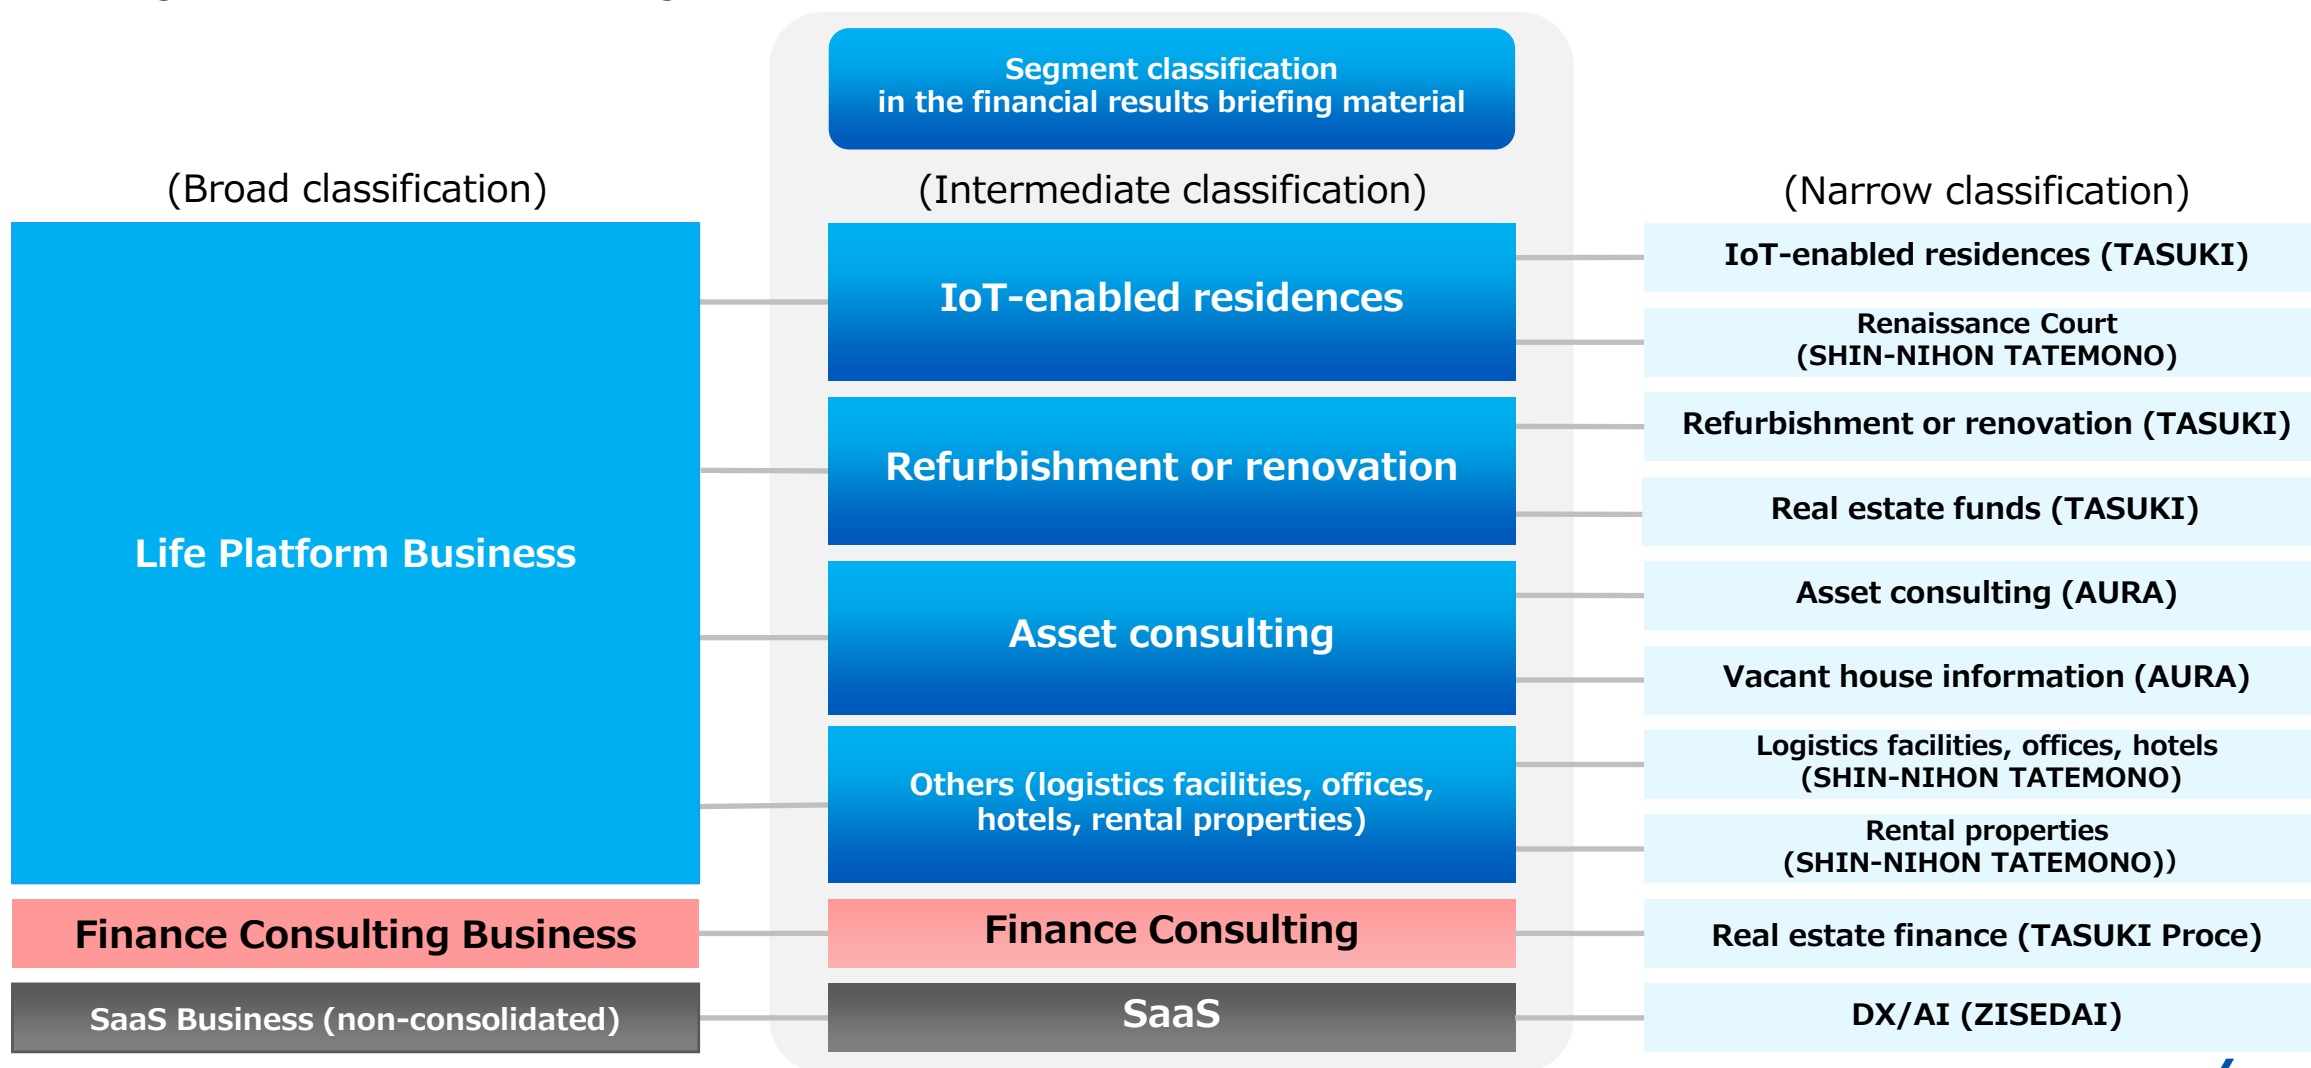 Segment classification
in the financial results briefing material
(Broad classification)
(Intermediate classification)
(Narrow classification)
Life Platform Business
IoT-enabled residences
IoT-enabled residences (TASUKI)
Renaissance Court
(SHIN-NIHON TATEMONO)
Refurbishment or renovation
Refurbishment or renovation (TASUKI)
Real estate funds (TASUKI)
Asset consulting
Asset consulting (AURA)
Vacant house information (AURA)
Others (logistics facilities, offices,
hotels, rental properties)
Logistics facilities, offices, hotels
(SHIN-NIHON TATEMONO)
Rental properties
(SHIN-NIHON TATEMONO))
Finance Consulting Business
Finance Consulting
Real estate finance (TASUKI Proce)
SaaS Business (non-consolidated)
SaaS
DX/AI (ZISEDAI)